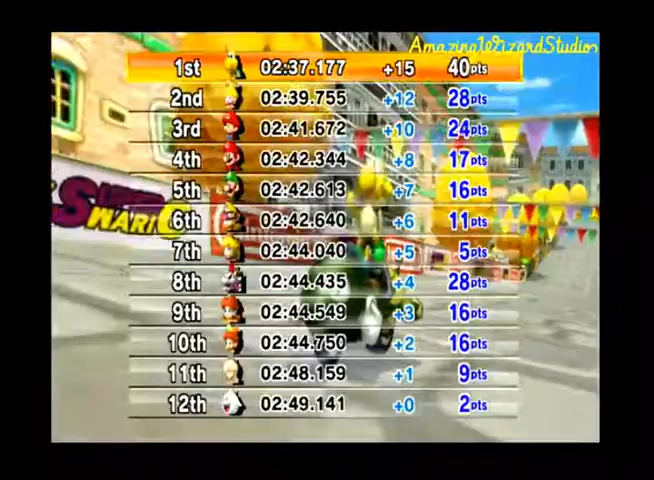 AmazingWizardStudios
1st 02:37.177 +15 40pts
2nd 02:39.755 +12 28pts
3rd 02:41.672 +10 24pts
4th 02:42.344 +8 17pts
5th 02:42.613 +7 16pts
6th 02:42.640 +6 11pts
7th 02:44.040 +5 5pts
8th 02:44.435 +4 28pts
9th 02:44.549 +3 16pts
10th 02:44.750 +2 16pts
11th 02:48.159 +1 9pts
12th 02:49.141 +0 2pts